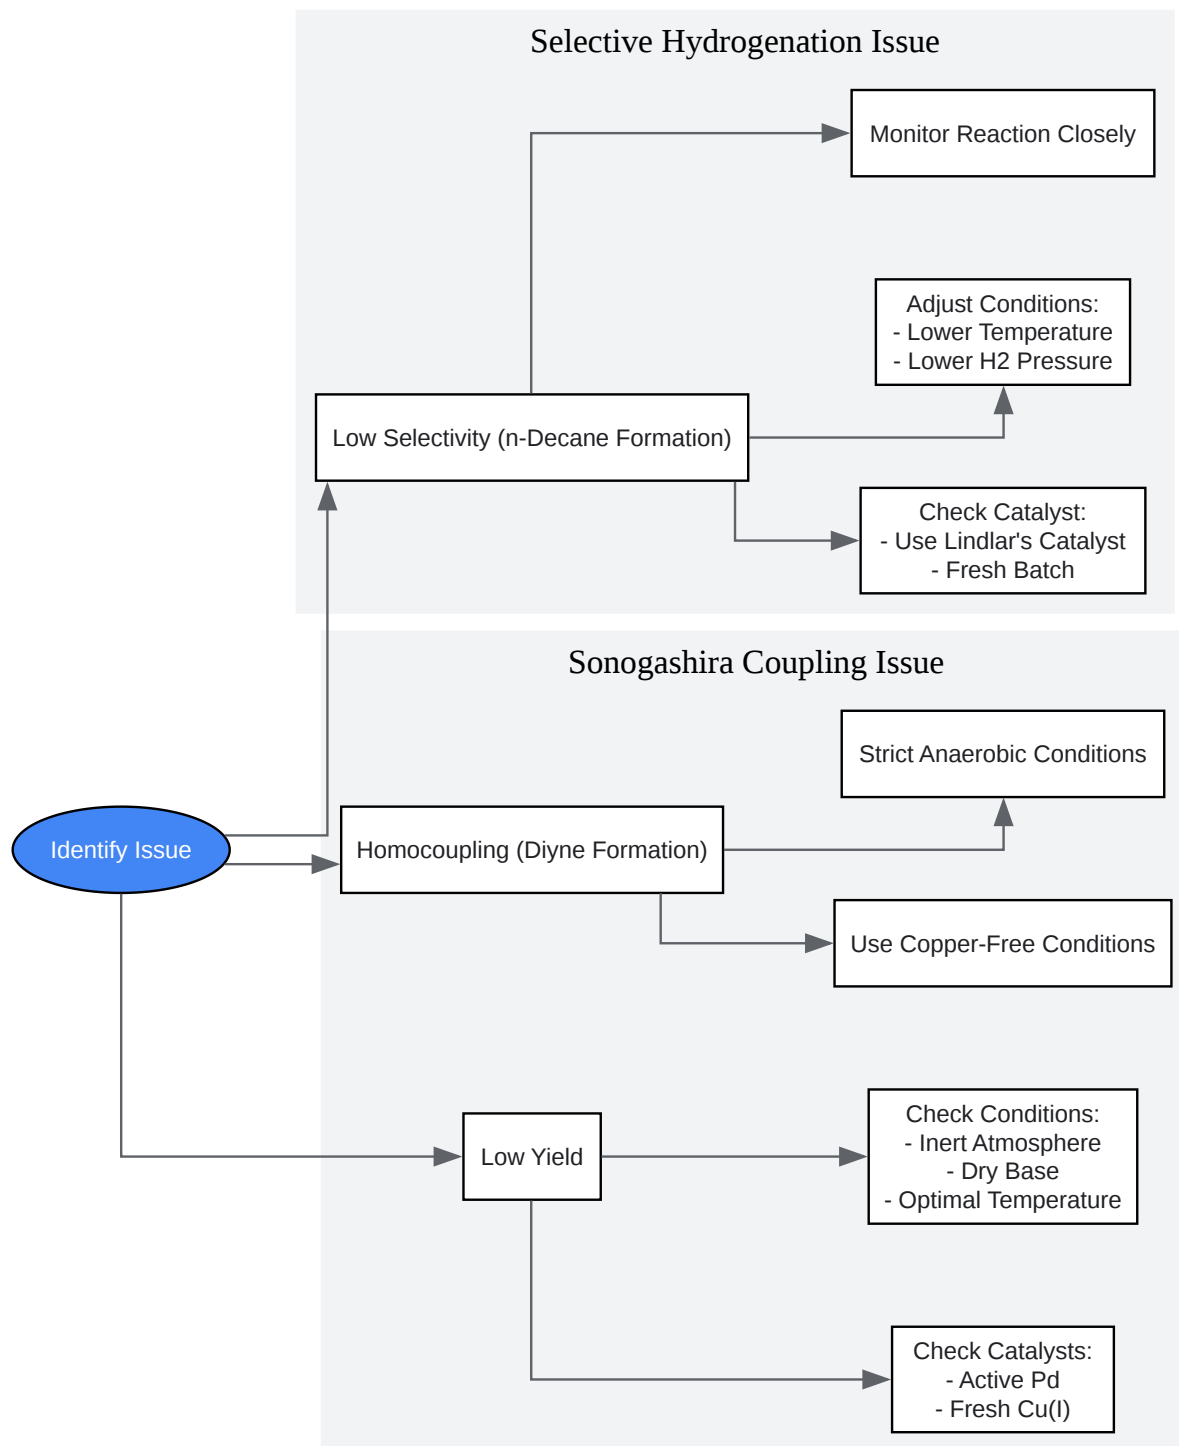 Selective Hydrogenation Issue
Monitor Reaction Closely
Adjust Conditions:
- Lower Temperature
- Lower H2 Pressure
Low Selectivity (n-Decane Formation)
Check Catalyst:
- Use Lindlar's Catalyst
- Fresh Batch
Sonogashira Coupling Issue
Strict Anaerobic Conditions
Identify Issue
Homocoupling (Diyne Formation)
Use Copper-Free Conditions
Low Yield
Check Conditions:
- Inert Atmosphere
- Dry Base
- Optimal Temperature
Check Catalysts:
- Active Pd
- Fresh Cu(I)